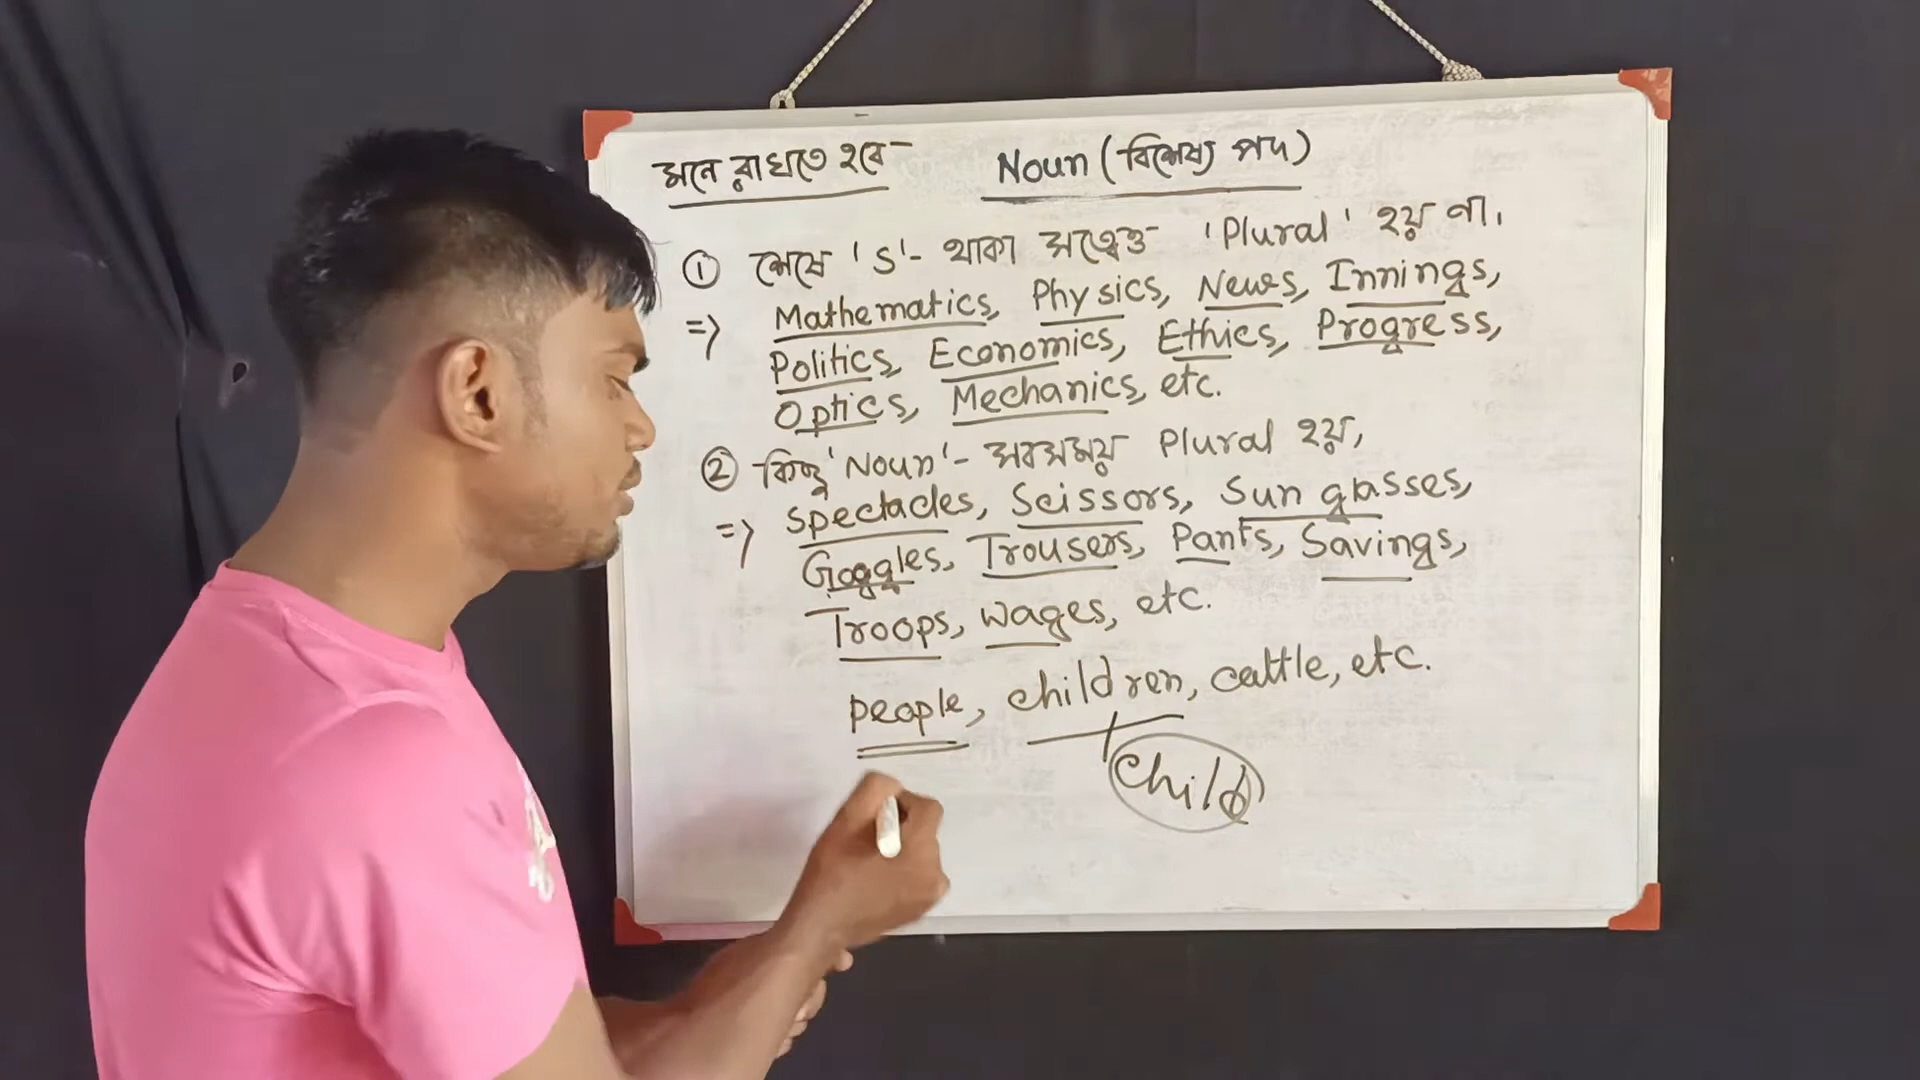 মনে রাখতে হবে- Noun (বিশেষ্য পদ)
① শেষে 'S'- থাকা সত্ত্বেও 'Plural' হয় না।
=> Mathematics, Physics, News, Innings,
Politics, Economics, Ethics, Progress,
Optics, Mechanics, etc.
② কিছু 'Noun'- সবসময় Plural হয়,
=> Spectacles, Scissors, Sun glasses,
Goggles, Trousers, Pants, Savings,
Troops, wages, etc.
people, children, cattle, etc.
child